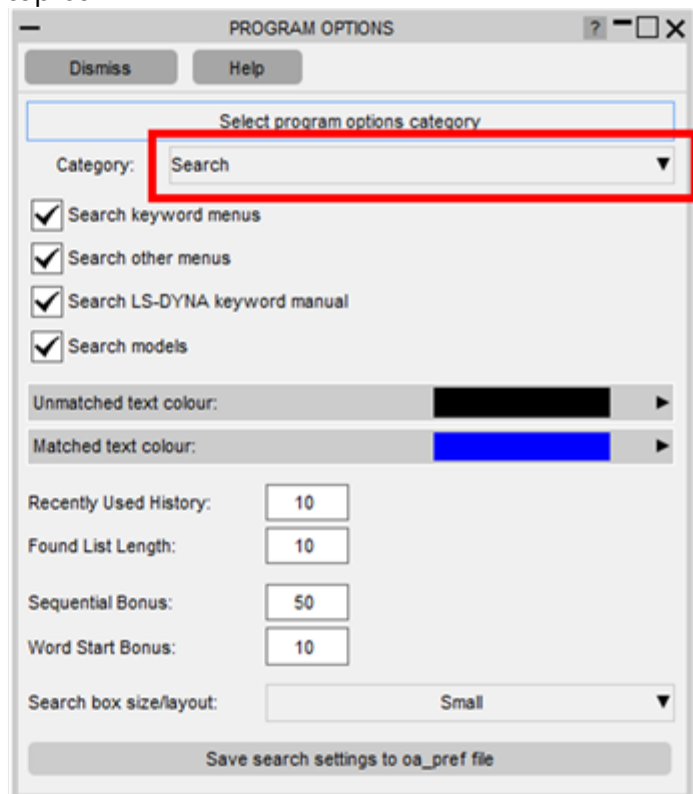 PROGRAM OPTIONS ?
Dismiss Help
Select program options category
Category: Search
Search keyword menus
Search other menus
Search LS-DYNA keyword manual
Search models
Unmatched text colour:
Matched text colour:
Recently Used History: 10
Found List Length: 10
Sequential Bonus: 50
Word Start Bonus: 10
Search box size/layout: Small
Save search settings to oa_pref file